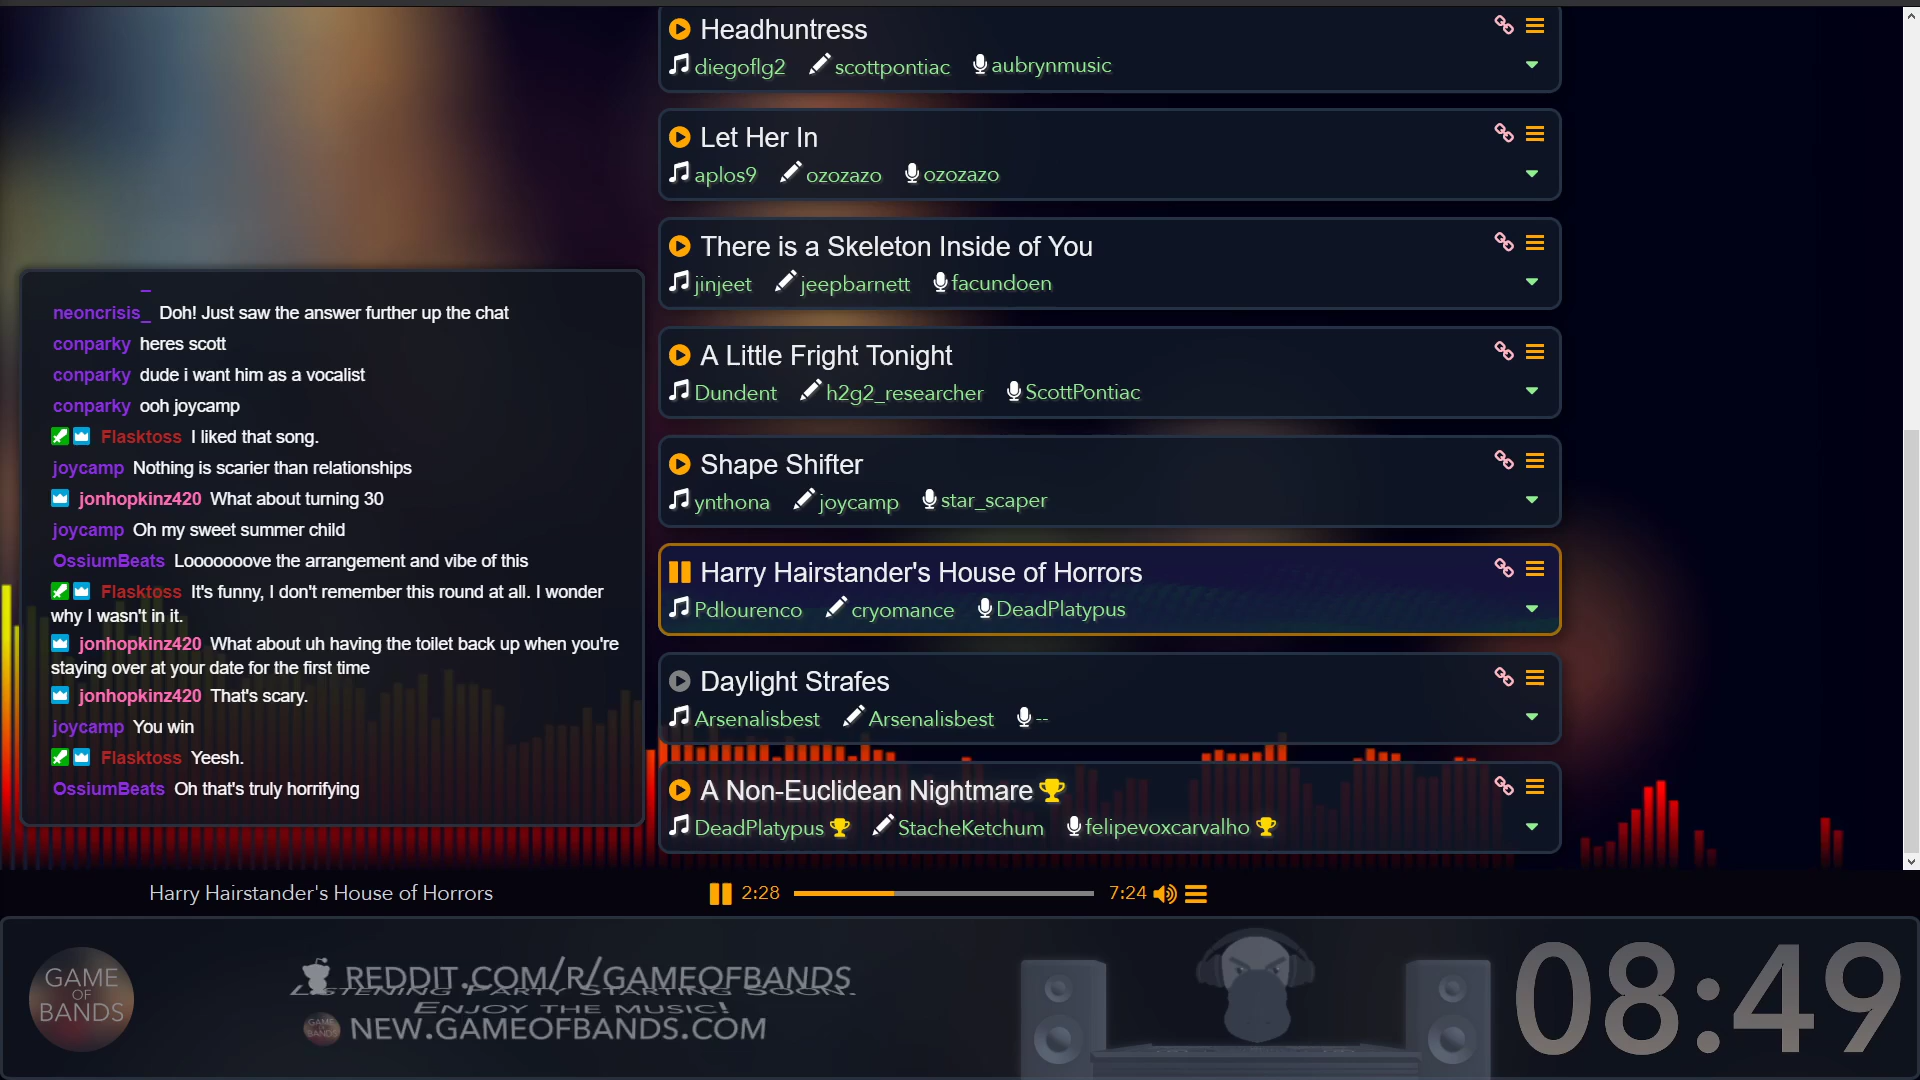 neoncrisis_ Doh! Just saw the answer further up the chat
conparky heres scott
conparky dude i want him as a vocalist
conparky ooh joycamp
Flasktoss I liked that song.
joycamp Nothing is scarier than relationships
jonhopkinz420 What about turning 30
joycamp Oh my sweet summer child
OssiumBeats Looooooove the arrangement and vibe of this
Flasktoss It's funny, I don't remember this round at all. I wonder
why I wasn't in it.
jonhopkinz420 What about uh having the toilet back up when you're
staying over at your date for the first time
jonhopkinz420 That's scary.
joycamp You win
Flasktoss Yeesh.
OssiumBeats Oh that's truly horrifying
Headhuntress
diegoflg2 scottpontiac aubrynmusic
Let Her In
aplos9 ozozazo ozozazo
There is a Skeleton Inside of You
jinjeet jeepbarnett facundoen
A Little Fright Tonight
Dundent h2g2_researcher ScottPontiac
Shape Shifter
ynthona joycamp star_scaper
Harry Hairstander's House of Horrors
Pdlourenco cryomance DeadPlatypus
Daylight Strafes
Arsenalisbest Arsenalisbest --
A Non-Euclidean Nightmare
DeadPlatypus StacheKetchum felipevoxcarvalho
Harry Hairstander's House of Horrors 2:28 7:24
GAME
OF
BANDS
REDDIT.COM/R/GAMEOFBANDS
Listening Party Starting Soon.
Enjoy the Music!
GAME
OF
BANDS
NEW.GAMEOFBANDS.COM
08:49